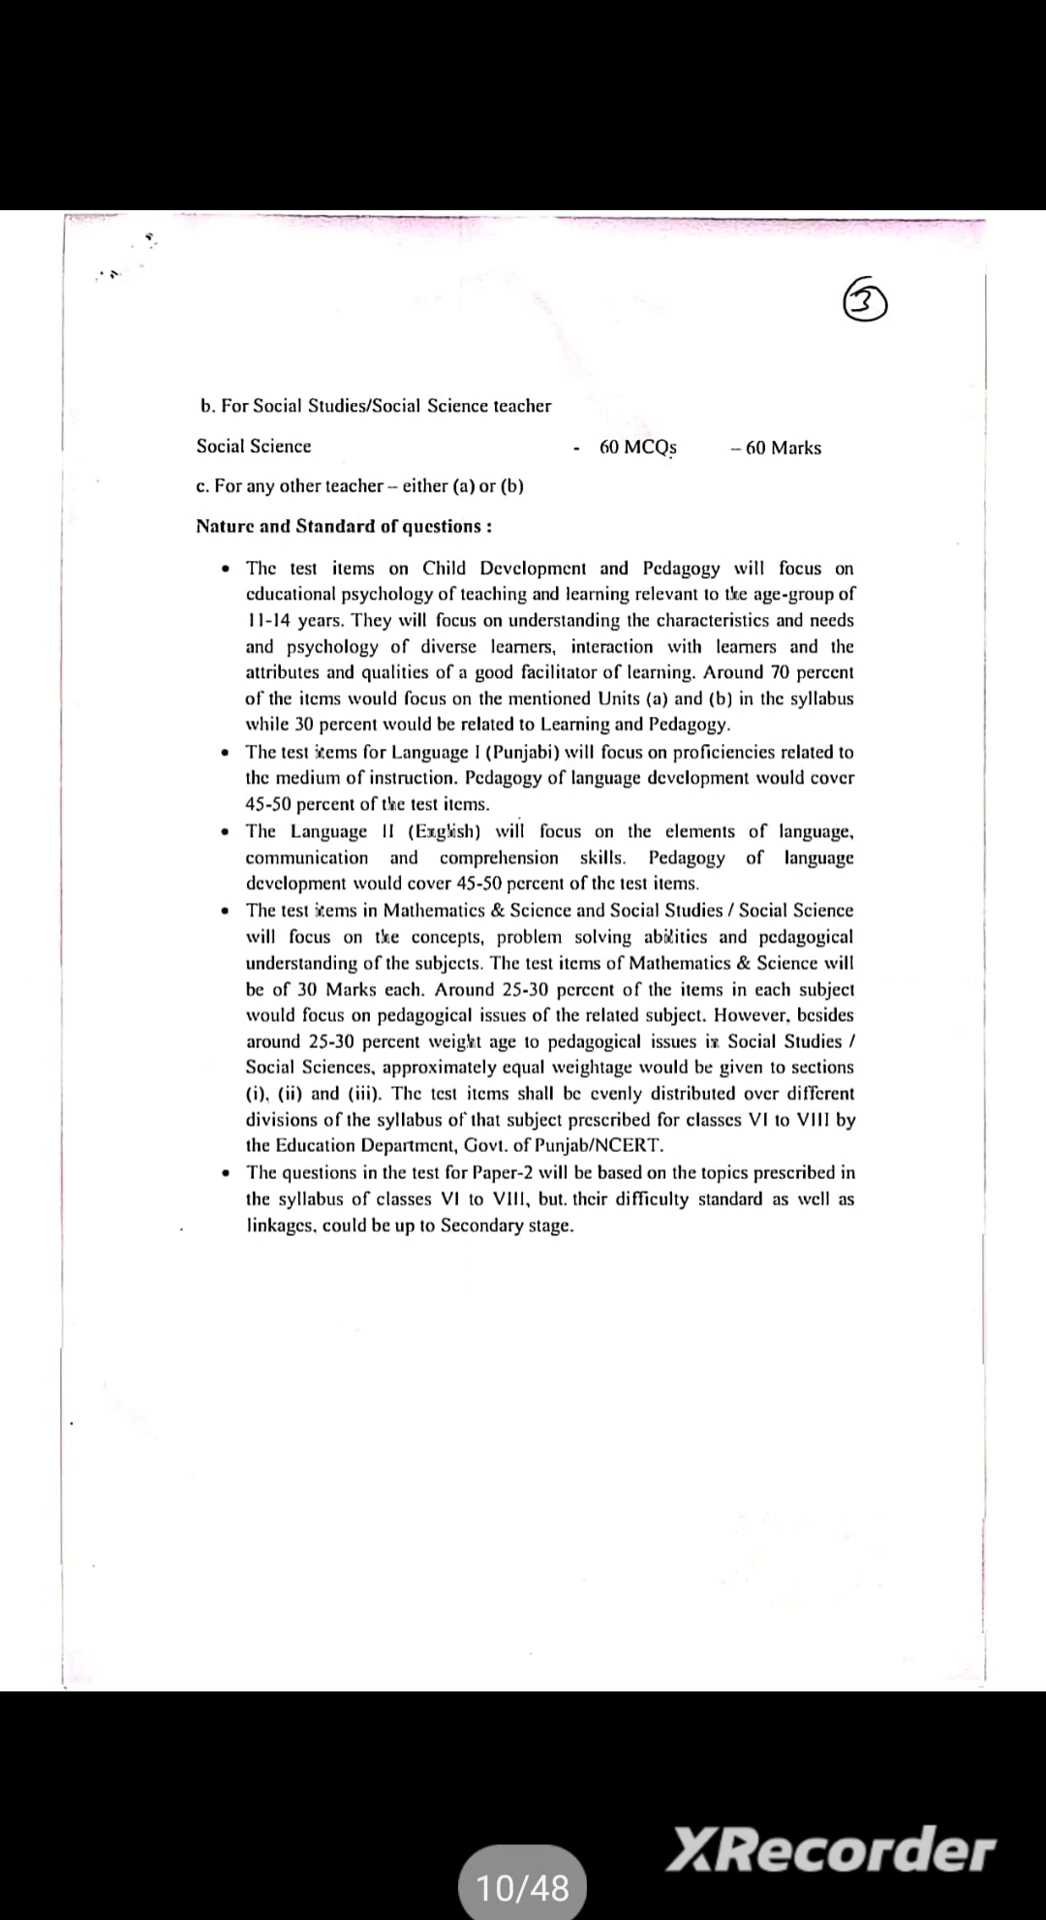 3
b. For Social Studies/Social Science teacher
Social Science - 60 MCQs – 60 Marks
c. For any other teacher – either (a) or (b)
Nature and Standard of questions :
• The test items on Child Development and Pedagogy will focus on
educational psychology of teaching and learning relevant to the age-group of
11-14 years. They will focus on understanding the characteristics and needs
and psychology of diverse learners, interaction with learners and the
attributes and qualities of a good facilitator of learning. Around 70 percent
of the items would focus on the mentioned Units (a) and (b) in the syllabus
while 30 percent would be related to Learning and Pedagogy.
• The test items for Language I (Punjabi) will focus on proficiencies related to
the medium of instruction. Pedagogy of language development would cover
45-50 percent of the test items.
• The Language II (English) will focus on the elements of language,
communication and comprehension skills. Pedagogy of language
development would cover 45-50 percent of the test items.
• The test items in Mathematics & Science and Social Studies / Social Science
will focus on the concepts, problem solving abilities and pedagogical
understanding of the subjects. The test items of Mathematics & Science will
be of 30 Marks each. Around 25-30 percent of the items in each subject
would focus on pedagogical issues of the related subject. However, besides
around 25-30 percent weight age to pedagogical issues in Social Studies /
Social Sciences, approximately equal weightage would be given to sections
(i), (ii) and (iii). The test items shall be evenly distributed over different
divisions of the syllabus of that subject prescribed for classes VI to VIII by
the Education Department, Govt. of Punjab/NCERT.
• The questions in the test for Paper-2 will be based on the topics prescribed in
the syllabus of classes VI to VIII, but. their difficulty standard as well as
linkages, could be up to Secondary stage.
XRecorder
10/48